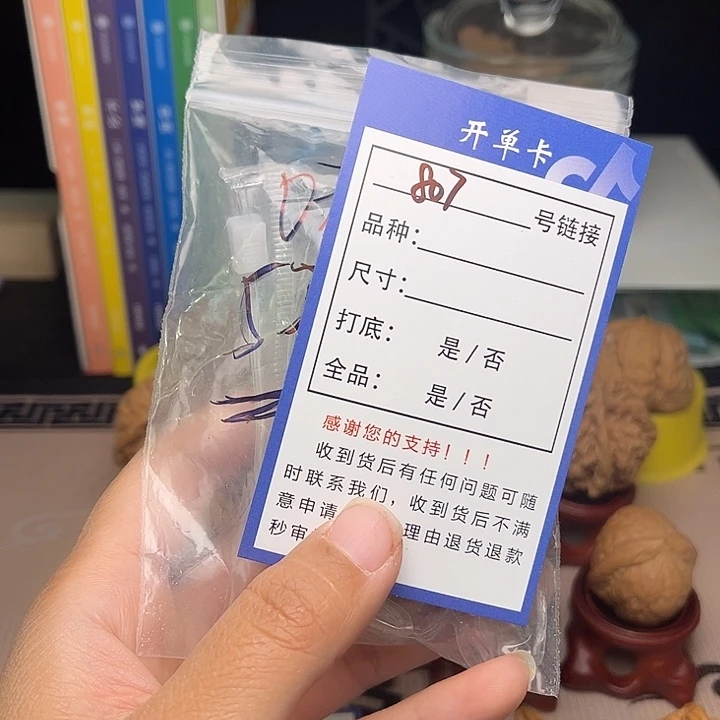 开单卡
807 号链接
品种:
尺寸:
打底: 是/否
全品: 是/否
感谢您的支持!!!
收到货后有任何问题可随
时联系我们,收到货后不满
意申请 理由退货退款
秒审